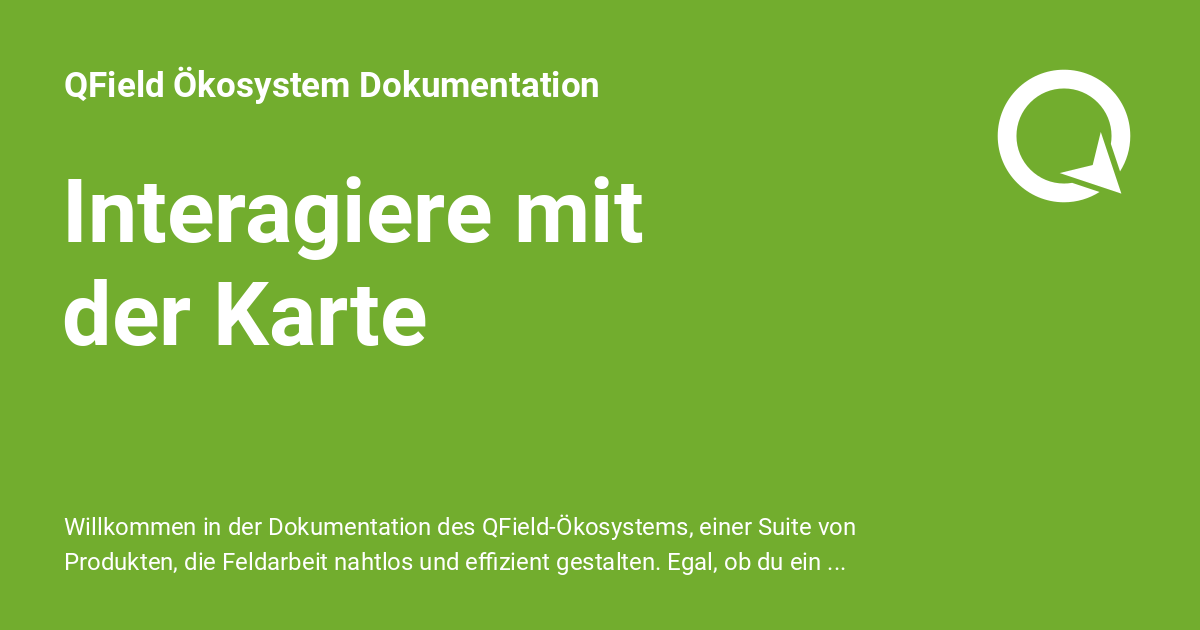 QField Ökosystem Dokumentation
Interagiere mit
der Karte
Willkommen in der Dokumentation des QField-Ökosystems, einer Suite von
Produkten, die Feldarbeit nahtlos und effizient gestalten. Egal, ob du ein ...